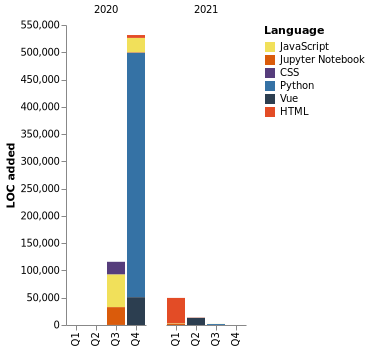 2020
2021
LOC added
550,000
500,000
450,000
400,000
350,000
300,000
250,000
200,000
150,000
100,000
50,000
0
Q1
Q2
Q3
Q4
Q1
Q2
Q3
Q4
Language
JavaScript
Jupyter Notebook
CSS
Python
Vue
HTML